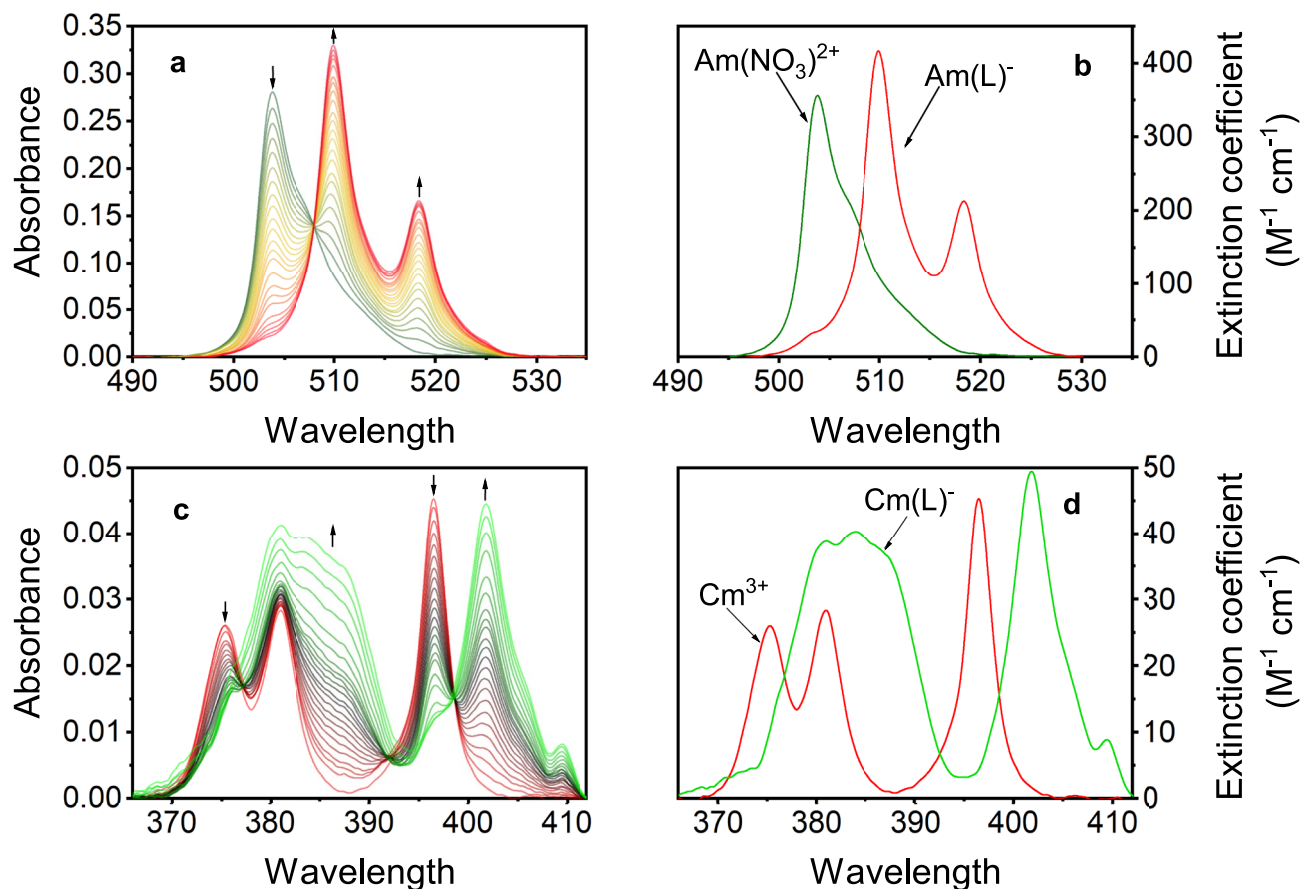 a
Absorbance
0.35
0.30
0.25
0.20
0.15
0.10
0.05
0.00
490 500 510 520 530
Wavelength
b
Am(NO₃)²⁺
Am(L)⁻
400
300
200
100
0
Extinction coefficient
(M⁻¹ cm⁻¹)
490 500 510 520 530
Wavelength
c
Absorbance
0.05
0.04
0.03
0.02
0.01
0.00
370 380 390 400 410
Wavelength
d
Cm³⁺
Cm(L)⁻
50
40
30
20
10
0
Extinction coefficient
(M⁻¹ cm⁻¹)
370 380 390 400 410
Wavelength